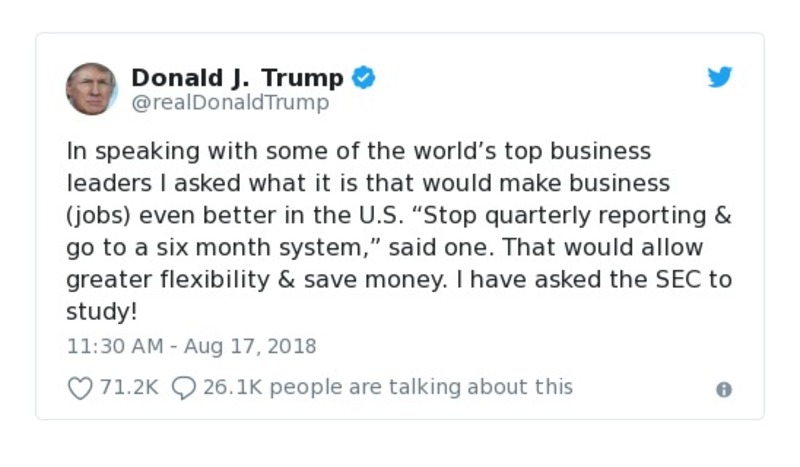 Donald J. Trump
@realDonaldTrump
In speaking with some of the world’s top business
leaders I asked what it is that would make business
(jobs) even better in the U.S. “Stop quarterly reporting &
go to a six month system,” said one. That would allow
greater flexibility & save money. I have asked the SEC to
study!
11:30 AM - Aug 17, 2018
71.2K 26.1K people are talking about this